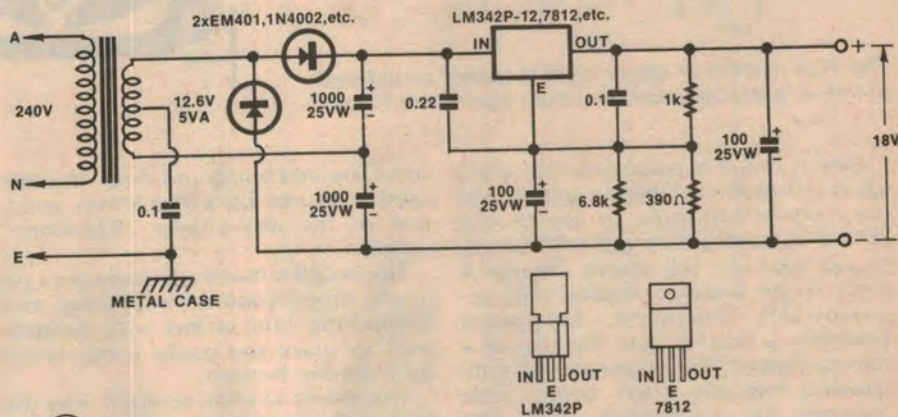 2xEM401,1N4002,etc.
LM342P-12,7812,etc.
A
240V
N
E
12.6V
5VA
0.1
METAL CASE
1000
25VW
+
-
1000
25VW
+
-
0.22
IN
OUT
E
100
25VW
+
-
0.1
6.8k
1k
390Ω
100
25VW
+
-
+
18V
-
IN
E
OUT
LM342P
IN
E
OUT
7812